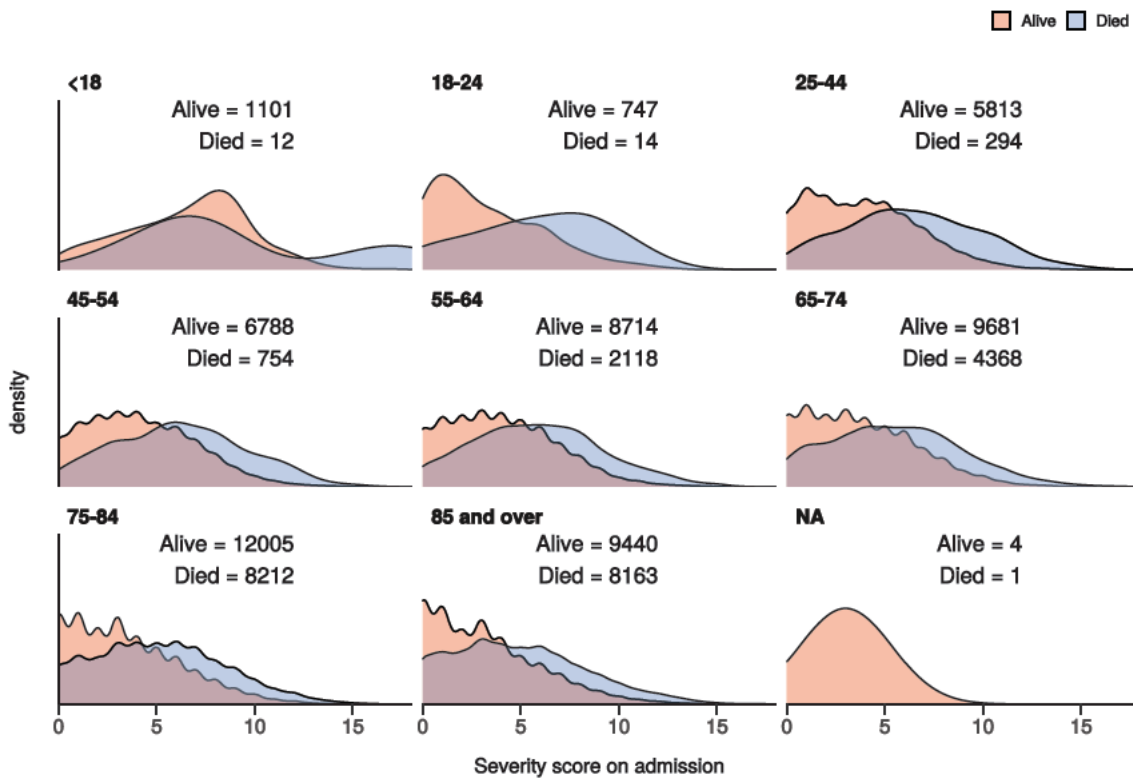 Alive Died
<18
Alive = 1101
Died = 12
18-24
Alive = 747
Died = 14
25-44
Alive = 5813
Died = 294
45-54
Alive = 6788
Died = 754
55-64
Alive = 8714
Died = 2118
65-74
Alive = 9681
Died = 4368
density
75-84
Alive = 12005
Died = 8212
85 and over
Alive = 9440
Died = 8163
NA
Alive = 4
Died = 1
0 5 10 15
0 5 10 15
0 5 10 15
Severity score on admission